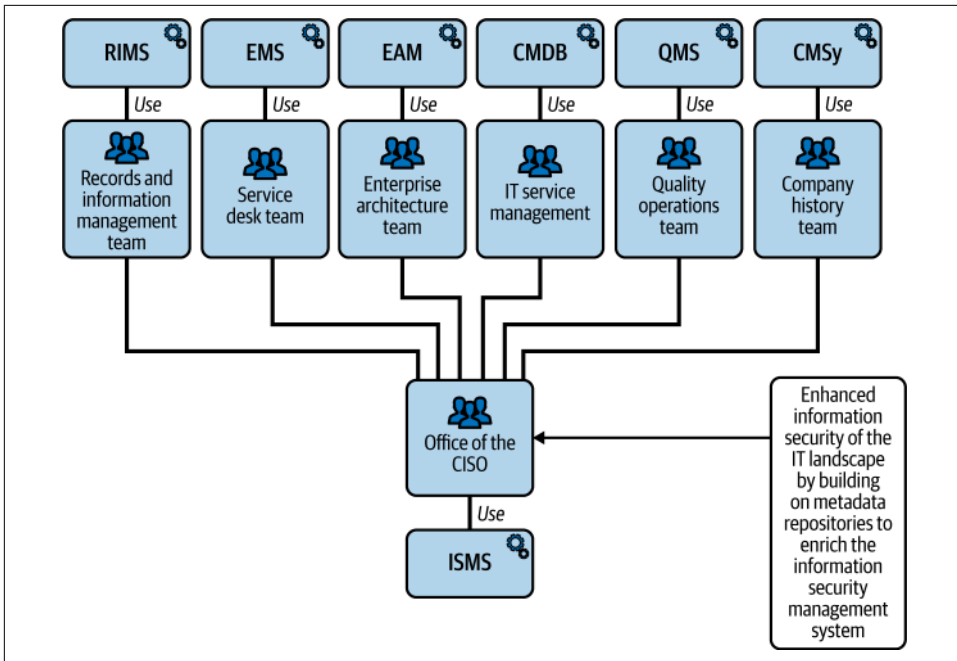 RIMS
EMS
EAM
CMDB
QMS
CMSy
Use
Use
Use
Use
Use
Use
Records and
information
management
team
Service
desk team
Enterprise
architecture
team
IT service
management
Quality
operations
team
Company
history
team
Office of the
CISO
Use
ISMS
Enhanced
information
security of the
IT landscape
by building
on metadata
repositories to
enrich the
information
security
management
system